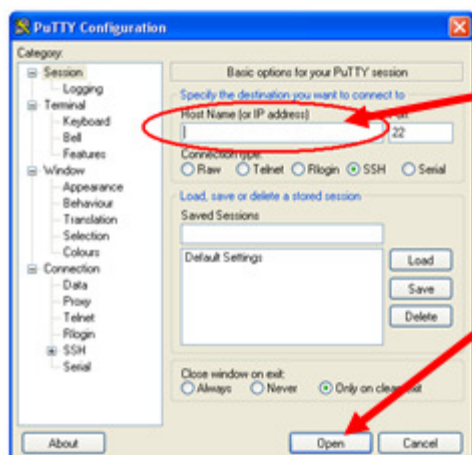 PuTTY Configuration
Category:
Session
Logging
Terminal
Keyboard
Bell
Features
Window
Appearance
Behaviour
Translation
Selection
Colours
Connection
Data
Proxy
Telnet
Rlogin
SSH
Serial
Basic options for your PuTTY session
Specify the destination you want to connect to
Host Name (or IP address)
22
Connection type:
Raw Telnet Rlogin SSH Serial
Load, save or delete a stored session
Saved Sessions
Default Settings
Load
Save
Delete
Close window on exit:
Always Never Only on clean exit
About Open Cancel